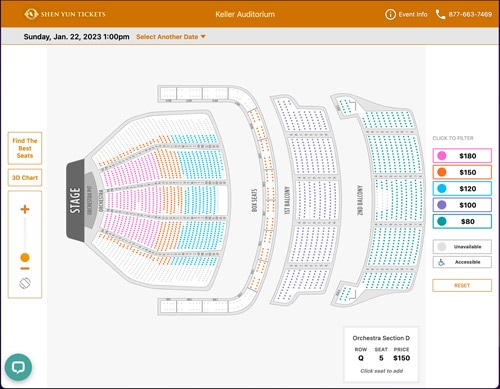 SHEN YUN TICKETS
Keller Auditorium
Event Info
877-663-7469
Sunday, Jan. 22, 2023 1:00pm
Select Another Date
Find The
Best
Seats
3D Chart
STAGE
ORCHESTRA PIT
ORCHESTRA
BOX SEATS
1ST BALCONY
2ND BALCONY
CLICK TO FILTER
$180
$150
$120
$100
$80
Unavailable
Accessible
RESET
Orchestra Section D
ROW SEAT PRICE
Q 5 $150
Click seat to add